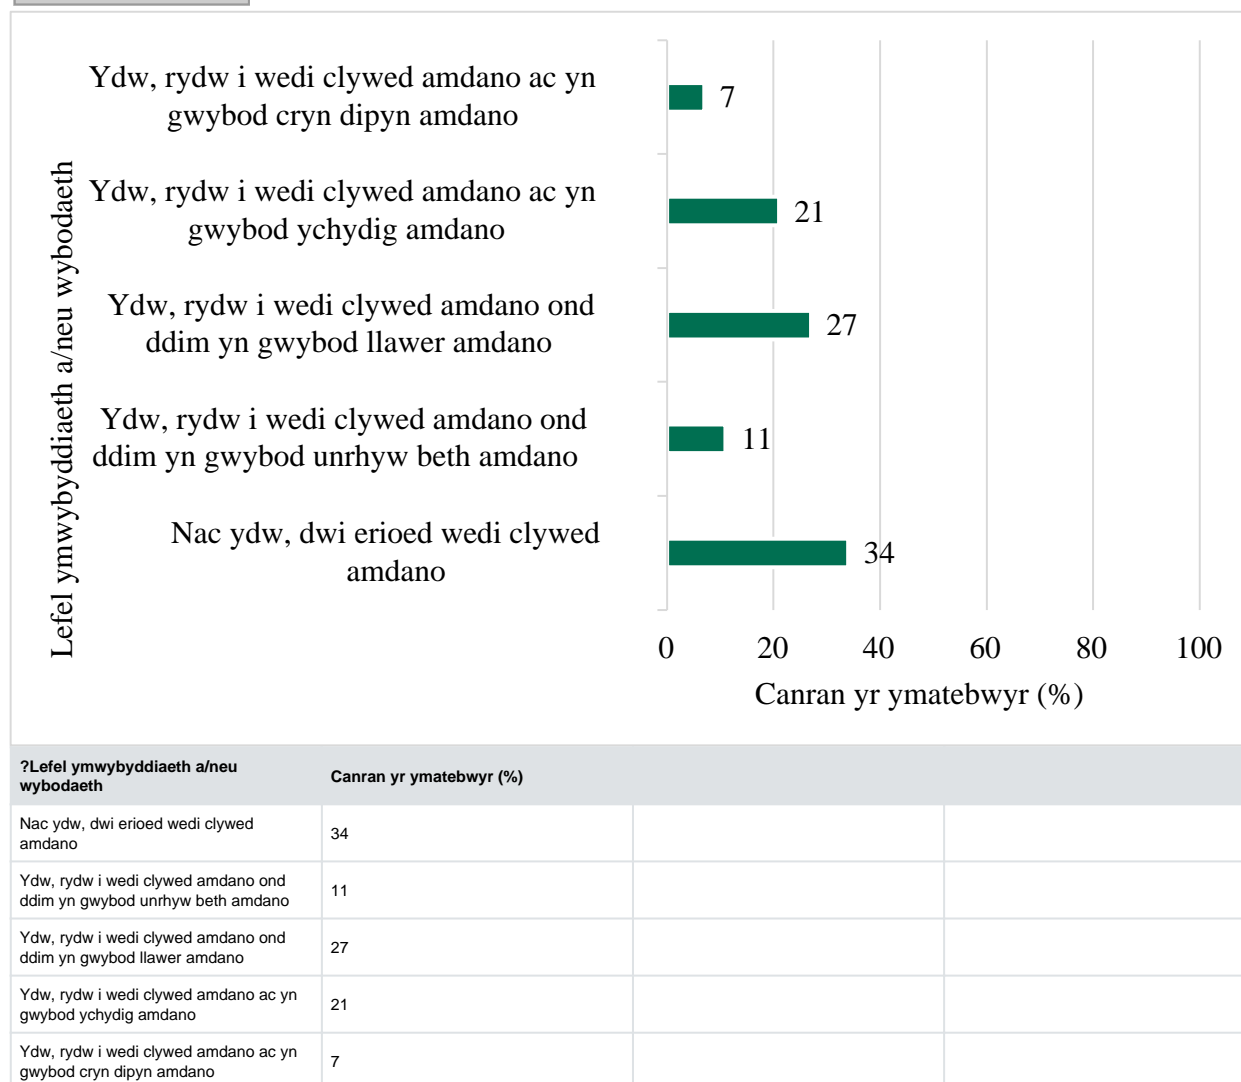 Ydw, rydw i wedi clywed amdano ac yn
gwybod cryn dipyn amdano
7
Ydw, rydw i wedi clywed amdano ac yn
gwybod ychydig amdano
21
Ydw, rydw i wedi clywed amdano ond
ddim yn gwybod llawer amdano
27
Ydw, rydw i wedi clywed amdano ond
ddim yn gwybod unrhyw beth amdano
11
Nac ydw, dwi erioed wedi clywed
amdano
34
Lefel ymwybyddiaeth a/neu wybodaeth
0 20 40 60 80 100
Canran yr ymatebwyr (%)
?Lefel ymwybyddiaeth a/neu
wybodaeth
Canran yr ymatebwyr (%)
Nac ydw, dwi erioed wedi clywed
amdano
34
Ydw, rydw i wedi clywed amdano ond
ddim yn gwybod unrhyw beth amdano
11
Ydw, rydw i wedi clywed amdano ond
ddim yn gwybod llawer amdano
27
Ydw, rydw i wedi clywed amdano ac yn
gwybod ychydig amdano
21
Ydw, rydw i wedi clywed amdano ac yn
gwybod cryn dipyn amdano
7